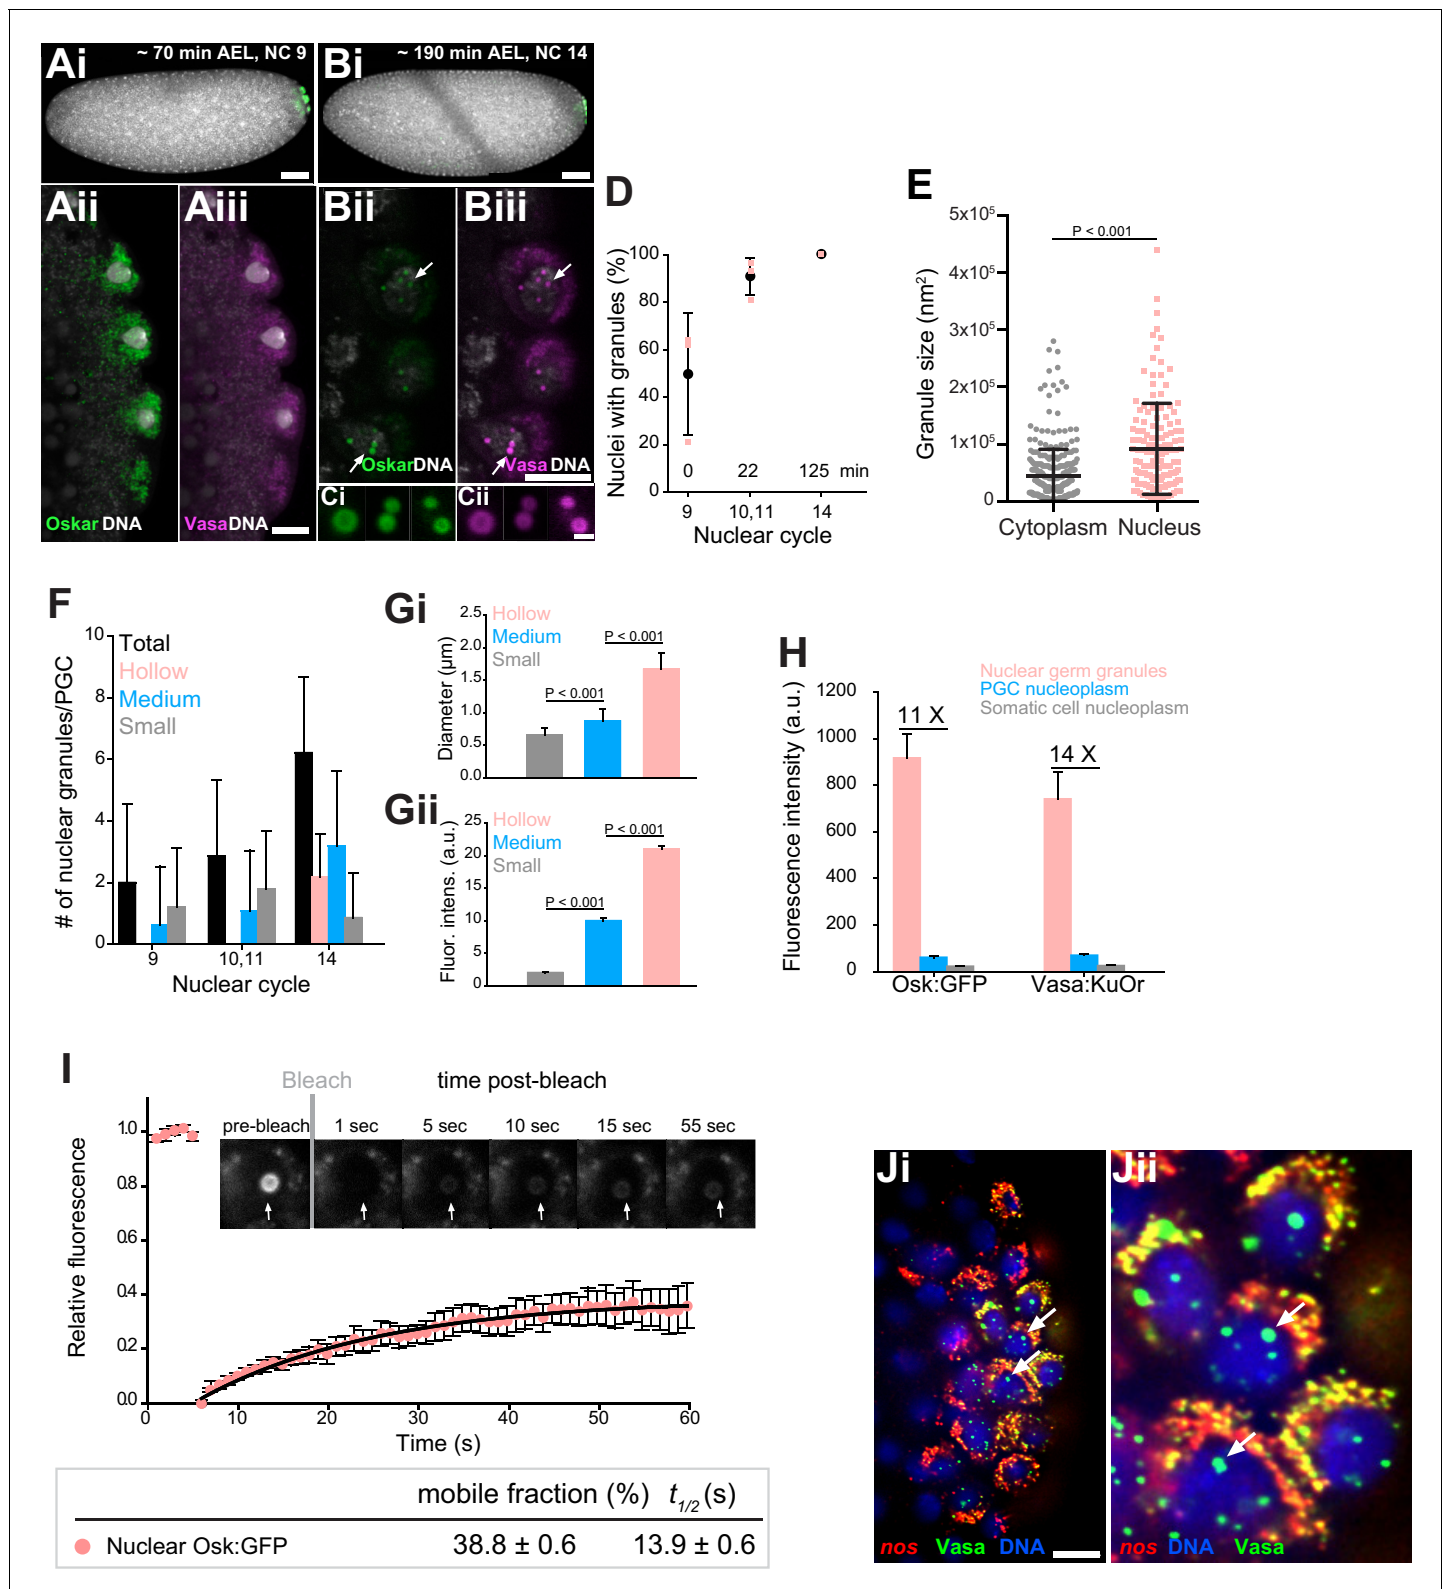 Ai ~ 70 min AEL, NC 9
Bi ~ 190 min AEL, NC 14
Aii
Aiii
Bii
Biii
Oskar DNA
Vasa DNA
Oskar DNA
Vasa DNA
Ci
Cii
D
Nuclei with granules (%)
100
80
60
40
20
0
0 22 125 min
9 10,11 14
Nuclear cycle
E
Granule size (nm²)
5x10⁵
4x10⁵
3x10⁵
2x10⁵
1x10⁵
0
P < 0.001
Cytoplasm Nucleus
F
# of nuclear granules/PGC
10
8
6
4
2
0
Total
Hollow
Medium
Small
9 10,11 14
Nuclear cycle
Gi
Diameter (µm)
2.5
2.0
1.5
1.0
0.5
0.0
Hollow
Medium
Small
P < 0.001
P < 0.001
Gii
Fluor. intens. (a.u.)
25
20
15
10
5
0
Hollow
Medium
Small
P < 0.001
P < 0.001
H
Fluorescence intensity (a.u.)
1200
1000
800
600
400
200
0
Nuclear germ granules
PGC nucleoplasm
Somatic cell nucleoplasm
11 X
14 X
Osk:GFP Vasa:KuOr
I
Bleach time post-bleach
pre-bleach 1 sec 5 sec 10 sec 15 sec 55 sec
Relative fluorescence
1.0
0.8
0.6
0.4
0.2
0.0
0 10 20 30 40 50 60
Time (s)
mobile fraction (%) t1/2 (s)
Nuclear Osk:GFP 38.8 ± 0.6 13.9 ± 0.6
Ji
nos Vasa DNA
Jii
nos DNA Vasa